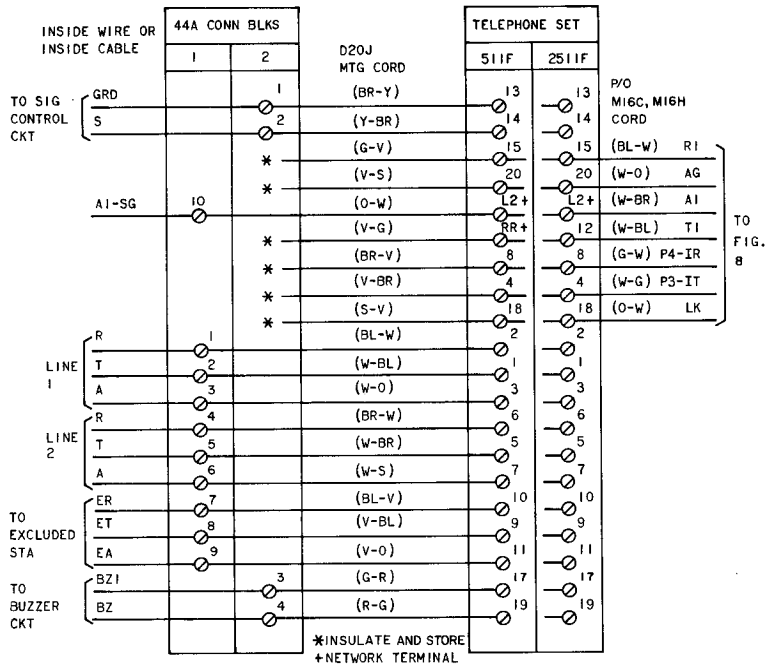 INSIDE WIRE OR
INSIDE CABLE
44A CONN BLKS
1 2
D20J
MTG CORD
TELEPHONE SET
511F 2511F
P/O
M16C, M16H
CORD
TO SIG
CONTROL
CKT
GRD 1 (BR-Y) 13 13
S 2 (Y-BR) 14 14
* (G-V) 15 15 (BL-W) R1
* (V-S) 20 20 (W-O) AG
A1-SG 10 (O-W) L2+ L2+ (W-BR) A1
* (V-G) RR+ 12 (W-BL) T1
* (BR-V) 8 8 (G-W) P4-1R
* (V-BR) 4 4 (W-G) P3-1T
* (S-V) 18 18 (O-W) LK
TO
FIG.
8
LINE
1
R 1 (BL-W) 2 2
T 2 (W-BL) 1 1
A 3 (W-O) 3 3
LINE
2
R 4 (BR-W) 6 6
T 5 (W-BR) 5 5
A 6 (W-S) 7 7
TO
EXCLUDED
STA
ER 7 (BL-V) 10 10
ET 8 (V-BL) 9 9
EA 9 (V-O) 11 11
TO
BUZZER
CKT
BZ1 3 (G-R) 17 17
BZ 4 (R-G) 19 19
*INSULATE AND STORE
+NETWORK TERMINAL